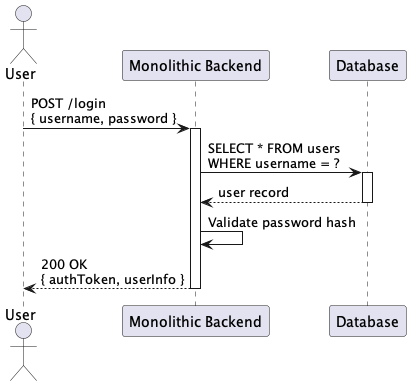 User
Monolithic Backend
Database
POST /login
{ username, password }
SELECT * FROM users
WHERE username = ?
user record
Validate password hash
200 OK
{ authToken, userInfo }
User
Monolithic Backend
Database